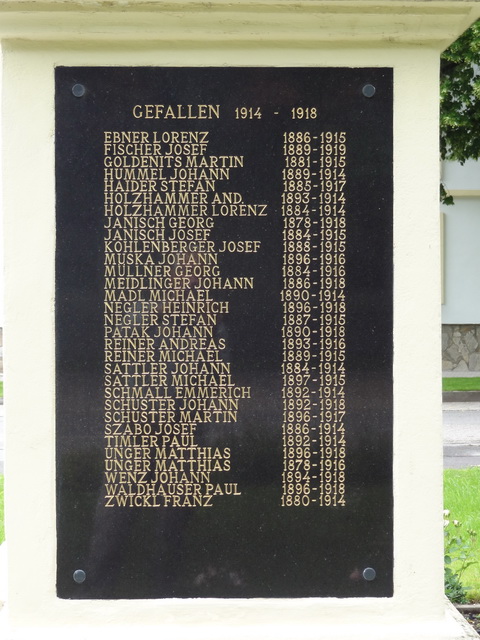 GEFALLEN 1914 - 1918
EBNER LORENZ 1886-1915
FISCHER JOSEF 1889-1919
GOLDENITS MARTIN 1881-1915
HUMMEL JOHANN 1889-1914
HAIDER STEFAN 1885-1917
HOLZHAMMER AND. 1893-1914
HOLZHAMMER LORENZ 1884-1914
JANISCH GEORG 1878-1918
JANISCH JOSEF 1884-1915
KOHLENBERGER JOSEF 1888-1915
MUSKA JOHANN 1896-1916
MÜLLNER GEORG 1884-1916
MEIDLINGER JOHANN 1886-1918
MADL MICHAEL 1890-1914
NEGLER HEINRICH 1896-1918
NEGLER STEFAN 1887-1915
PATAK JOHANN 1890-1918
REINER ANDREAS 1893-1916
REINER MICHAEL 1889-1915
SATTLER JOHANN 1884-1914
SATTLER MICHAEL 1897-1915
SCHMALL EMMERICH 1892-1914
SCHUSTER JOHANN 1892-1918
SCHUSTER MARTIN 1896-1917
SZABO JOSEF 1886-1914
TIMLER PAUL 1892-1914
UNGER MATTHIAS 1896-1918
UNGER MATTHIAS 1878-1916
WENZ JOHANN 1894-1918
WALDHAUSER PAUL 1896-1918
ZWICKL FRANZ 1880-1914